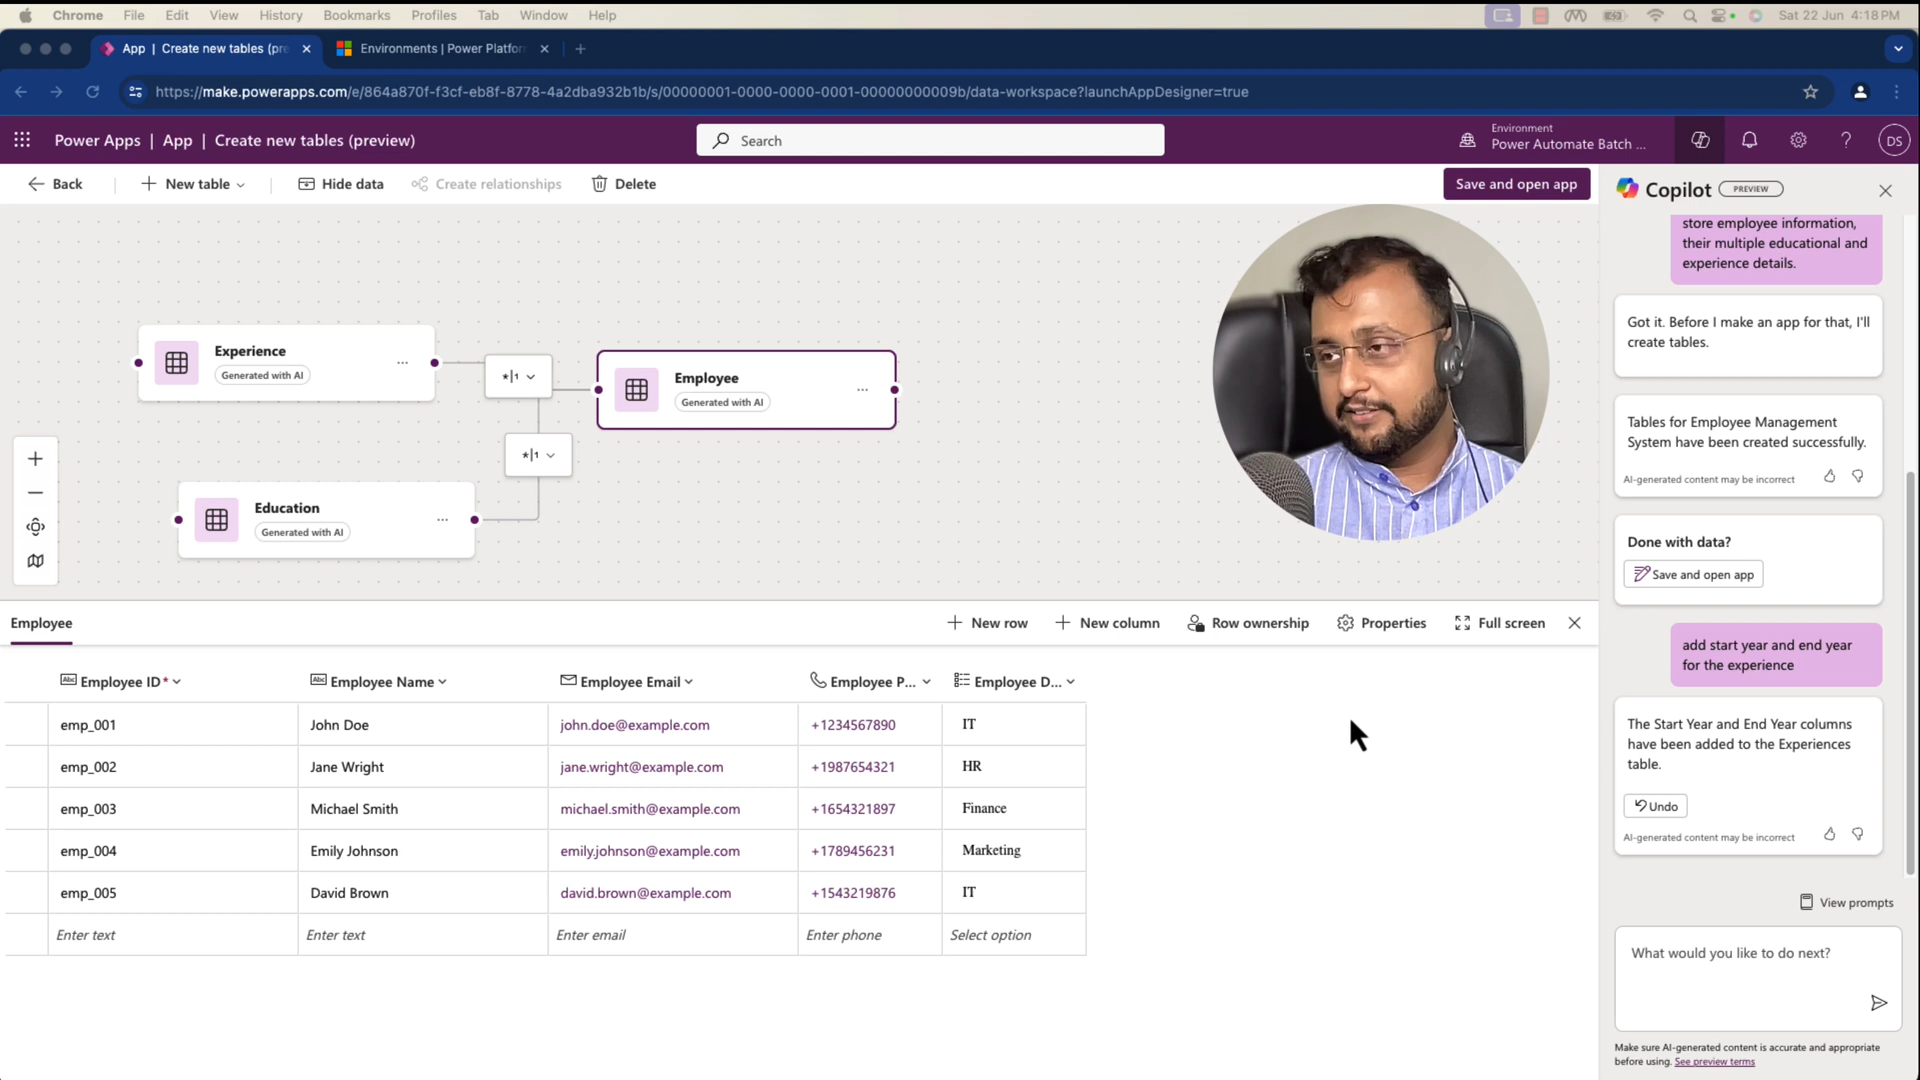 Chrome File Edit View History Bookmarks Profiles Tab Window Help Sat 22 Jun 4:18 PM
App | Create new tables (pre Environments | Power Platfor
https://make.powerapps.com/e/864a870f-f3cf-eb8f-8778-4a2dba932b1b/s/00000001-0000-0000-0001-00000000009b/data-workspace?launchAppDesigner=true
Power Apps | App | Create new tables (preview)
Search
Environment
Power Automate Batch ...
? DS
Back New table Hide data Create relationships Delete Save and open app
Copilot PREVIEW
store employee information,
their multiple educational and
experience details.
Got it. Before I make an app for that, I'll
create tables.
Tables for Employee Management
System have been created successfully.
AI-generated content may be incorrect
Done with data?
Save and open app
add start year and end year
for the experience
The Start Year and End Year columns
have been added to the Experiences
table.
Undo
AI-generated content may be incorrect
View prompts
What would you like to do next?
Make sure AI-generated content is accurate and appropriate
before using. See preview terms
Experience
Generated with AI
*|1
Employee
Generated with AI
*|1
Education
Generated with AI
Employee New row New column Row ownership Properties Full screen
Employee ID* Employee Name Employee Email Employee P... Employee D...
emp_001 John Doe john.doe@example.com +1234567890 IT
emp_002 Jane Wright jane.wright@example.com +1987654321 HR
emp_003 Michael Smith michael.smith@example.com +1654321897 Finance
emp_004 Emily Johnson emily.johnson@example.com +1789456231 Marketing
emp_005 David Brown david.brown@example.com +1543219876 IT
Enter text Enter text Enter email Enter phone Select option